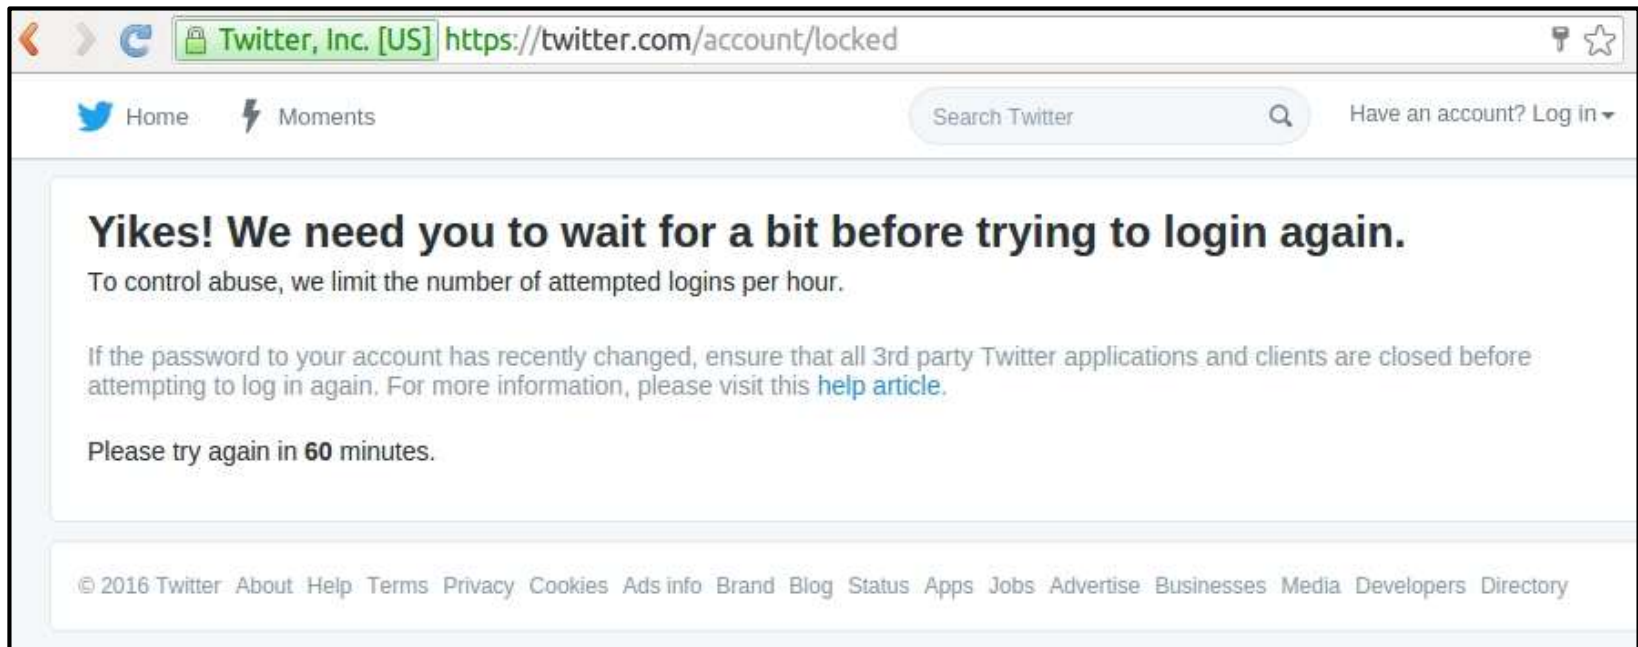 Twitter, Inc. [US] https://twitter.com/account/locked
Home Moments Search Twitter Have an account? Log in
Yikes! We need you to wait for a bit before trying to login again.
To control abuse, we limit the number of attempted logins per hour.
If the password to your account has recently changed, ensure that all 3rd party Twitter applications and clients are closed before
attempting to log in again. For more information, please visit this help article.
Please try again in 60 minutes.
© 2016 Twitter About Help Terms Privacy Cookies Ads info Brand Blog Status Apps Jobs Advertise Businesses Media Developers Directory